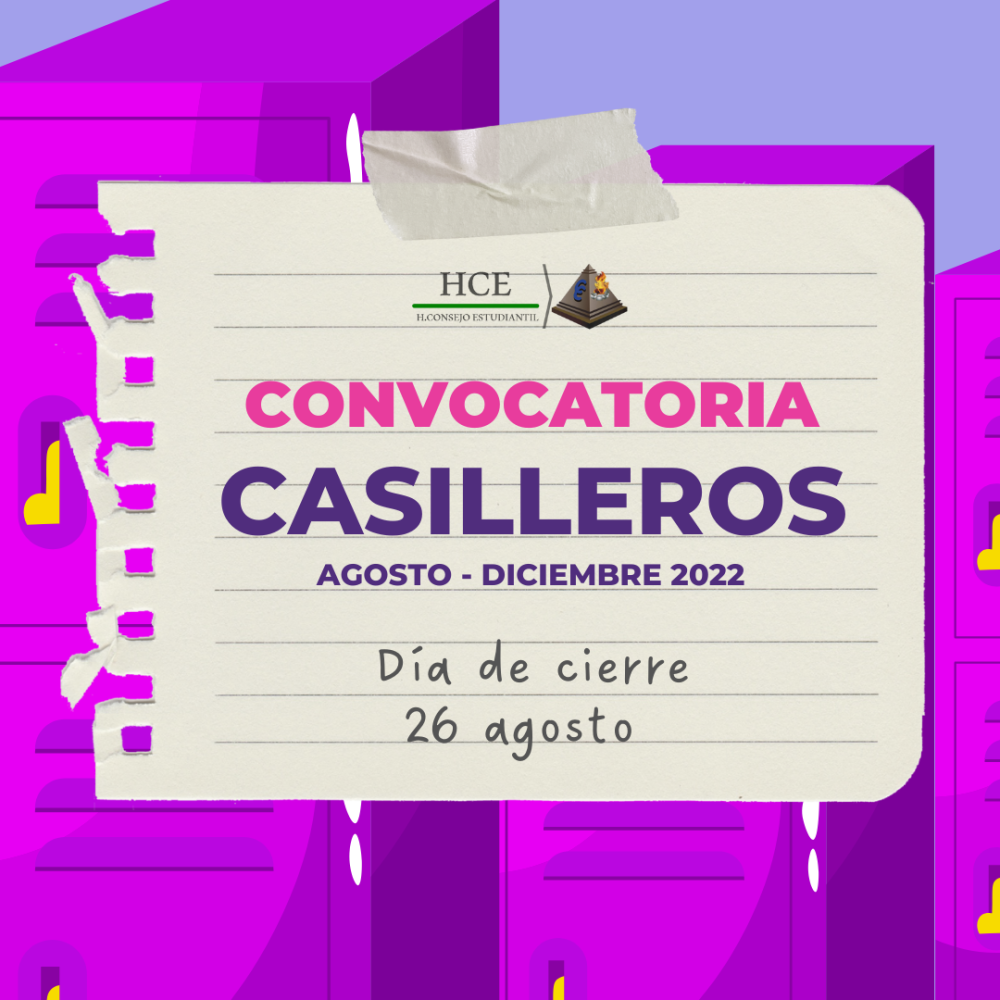 HCE
H.CONSEJO ESTUDIANTIL
CONVOCATORIA
CASILLEROS
AGOSTO - DICIEMBRE 2022
Día de cierre
26 agosto